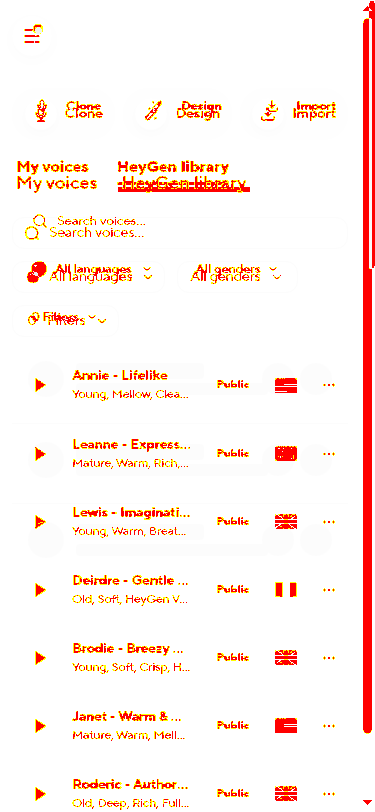 Clone Design Import
My voices HeyGen library
Search voices...
All languages All genders
Filters
Annie - Lifelike
Young, Mellow, Clea...
Public
Leanne - Express...
Mature, Warm, Rich,...
Public
Lewis - Imaginati...
Young, Warm, Breat...
Public
Deirdre - Gentle ...
Old, Soft, HeyGen V...
Public
Brodie - Breezy ...
Young, Soft, Crisp, H...
Public
Janet - Warm & ...
Mature, Warm, Mell...
Public
Roderic - Author...
Old, Deep, Rich, Full...
Public